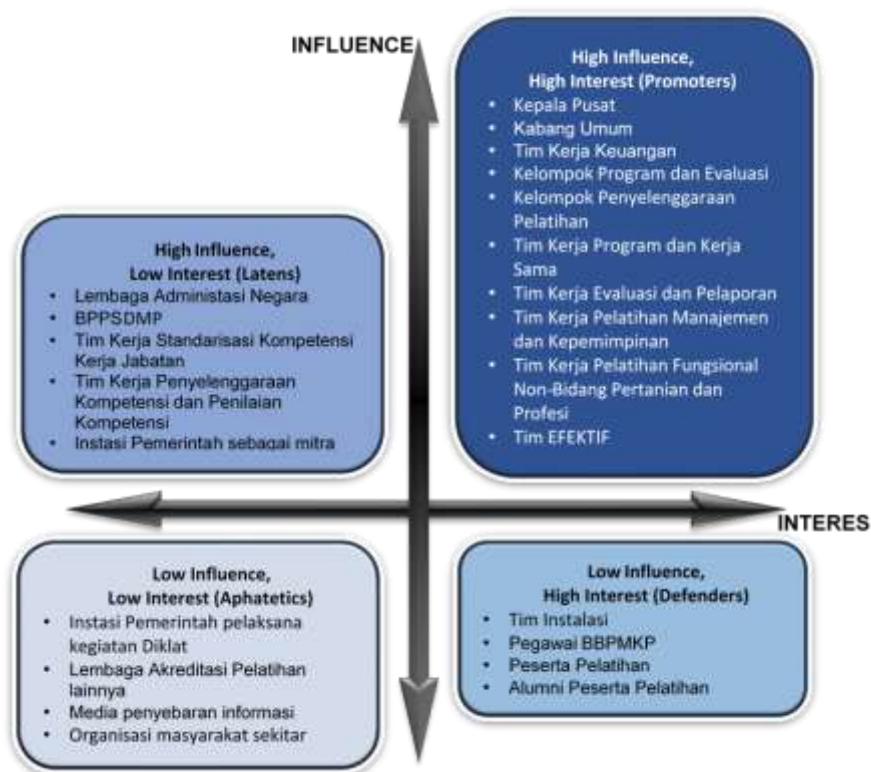 INFLUENCE
High Influence,
High Interest (Promoters)
• Kepala Pusat
• Kabang Umum
• Tim Kerja Keuangan
• Kelompok Program dan Evaluasi
• Kelompok Penyelenggaraan
Pelatihan
• Tim Kerja Program dan Kerja
Sama
• Tim Kerja Evaluasi dan Pelaporan
• Tim Kerja Pelatihan Manajemen
dan Kepemimpinan
• Tim Kerja Pelatihan Fungsional
Non-Bidang Pertanian dan
Profesi
• Tim EFEKTIF
High Influence,
Low Interest (Latens)
• Lembaga Administasi Negara
• BPPSDMP
• Tim Kerja Standarisasi Kompetensi
Kerja Jabatan
• Tim Kerja Penyelenggaraan
Kompetensi dan Penilaian
Kompetensi
• Instasi Pemerintah sebagai mitra
INTERES
Low Influence,
Low Interest (Aphatetics)
• Instasi Pemerintah pelaksana
kegiatan Diklat
• Lembaga Akreditasi Pelatihan
lainnya
• Media penyebaran informasi
• Organisasi masyarakat sekitar
Low Influence,
High Interest (Defenders)
• Tim Instalasi
• Pegawai BBPMKP
• Peserta Pelatihan
• Alumni Peserta Pelatihan